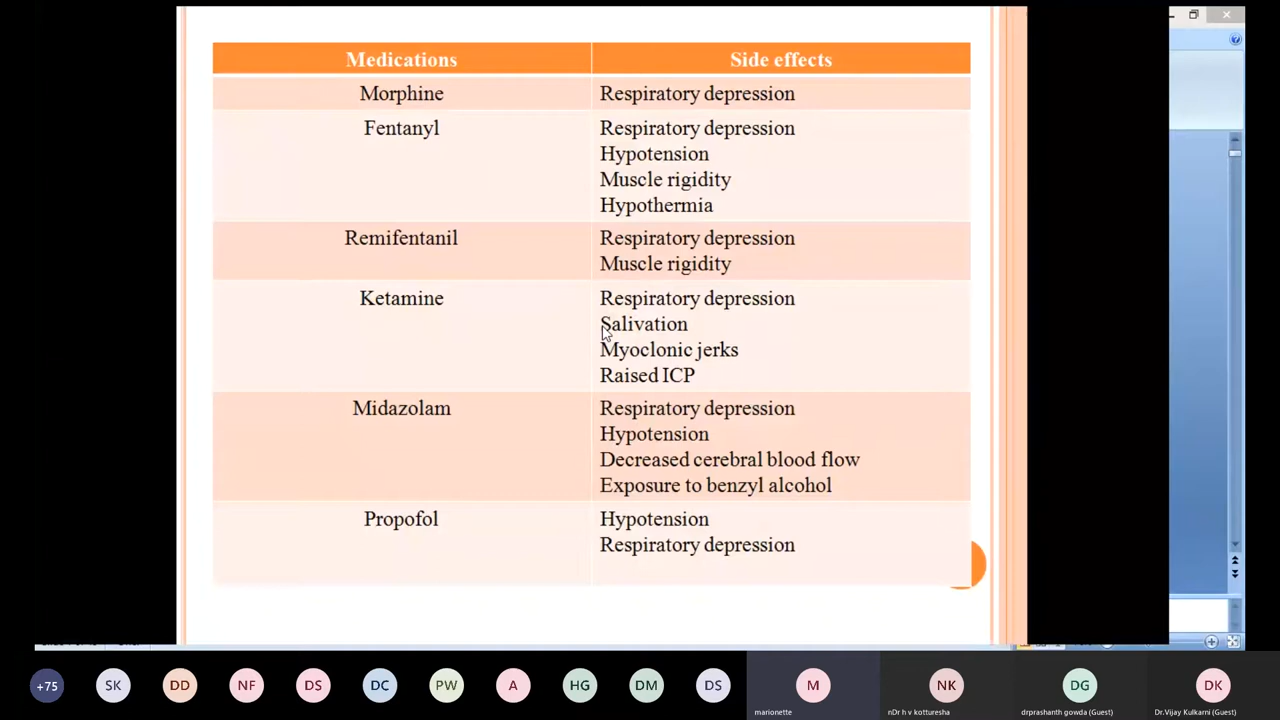 Medications Side effects
Morphine Respiratory depression
Fentanyl Respiratory depression
Hypotension
Muscle rigidity
Hypothermia
Remifentanil Respiratory depression
Muscle rigidity
Ketamine Respiratory depression
Salivation
Myoclonic jerks
Raised ICP
Midazolam Respiratory depression
Hypotension
Decreased cerebral blood flow
Exposure to benzyl alcohol
Propofol Hypotension
Respiratory depression
+75 SK DD NF DS DC PW A HG DM DS M NK DG DK
marionette nDr h v kotturesha drprashanth gowda (Guest) Dr.Vijay Kulkarni (Guest)